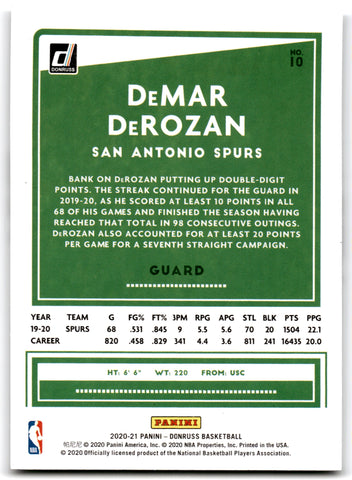 DONRUSS
NO.
10
DeMAR
DeROZAN
SAN ANTONIO SPURS
BANK ON DeROZAN PUTTING UP DOUBLE-DIGIT
POINTS. THE STREAK CONTINUED FOR THE GUARD IN
2019-20, AS HE SCORED AT LEAST 10 POINTS IN ALL
68 OF HIS GAMES AND FINISHED THE SEASON HAVING
REACHED THAT TOTAL IN 98 CONSECUTIVE OUTINGS.
DeROZAN ALSO ACCOUNTED FOR AT LEAST 20 POINTS
PER GAME FOR A SEVENTH STRAIGHT CAMPAIGN.
GUARD
YEAR TEAM G FG% FT% 3PM RPG APG STL BLK PTS PPG
19-20 SPURS 68 .531 .845 9 5.5 5.6 70 20 1504 22.1
CAREER 820 .458 .829 341 4.4 3.6 811 241 16435 20.0
HT: 6' 6" WT: 220 FROM: USC
PANINI
2020-21 PANINI – DONRUSS BASKETBALL
帕尼尼 © 2020 Panini America, Inc. © 2020 NBA Properties, Inc. Printed in the USA.
© 2020 Officially licensed product of the National Basketball Players Association.
NBA